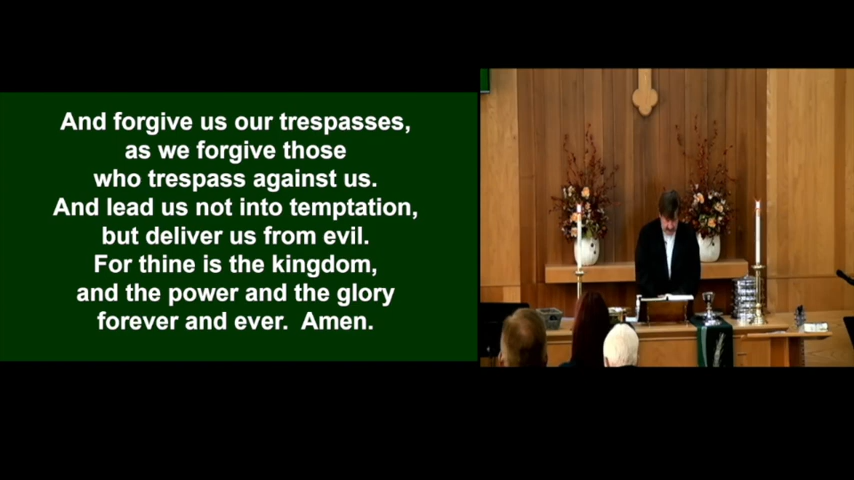 And forgive us our trespasses,
as we forgive those
who trespass against us.
And lead us not into temptation,
but deliver us from evil.
For thine is the kingdom,
and the power and the glory
forever and ever.  Amen.